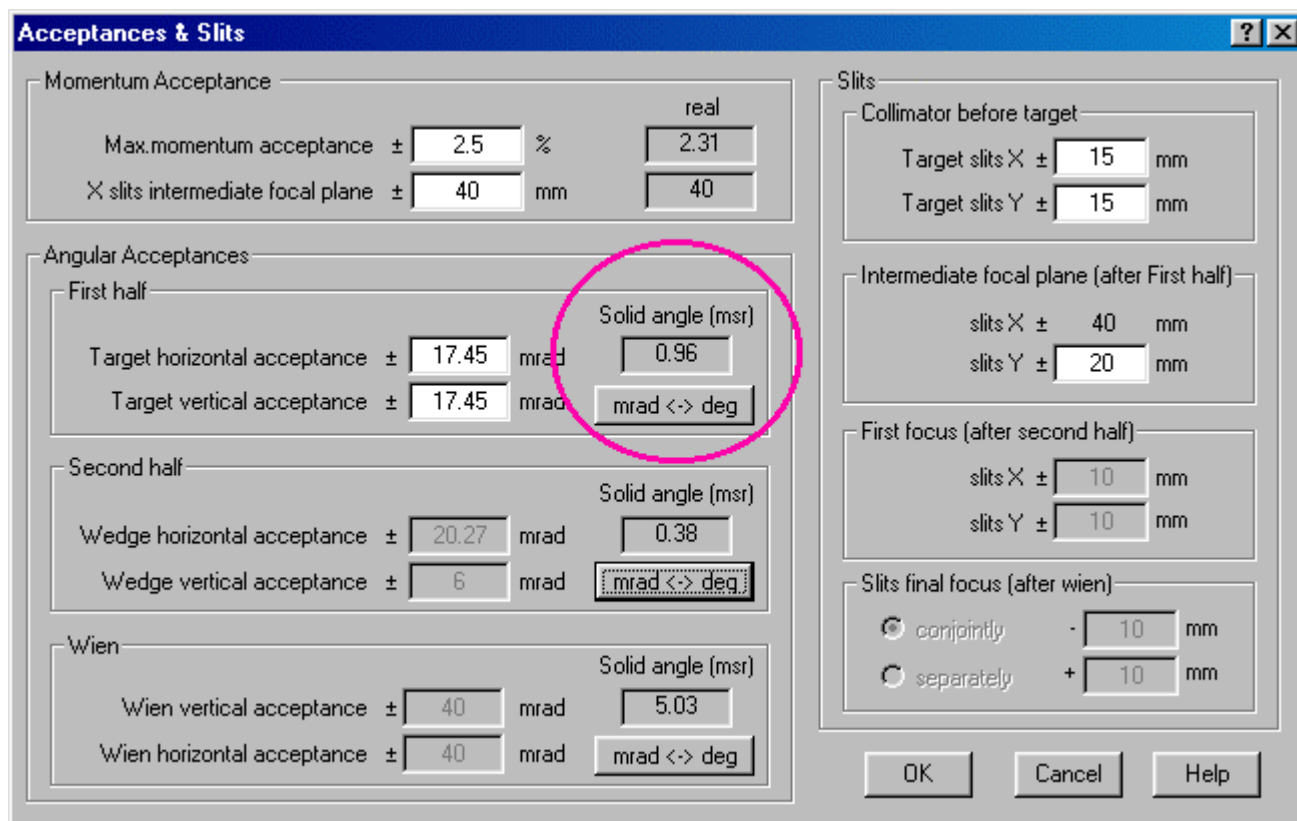 Acceptances & Slits
Momentum Acceptance
real
Max.momentum acceptance ± 2.5 % 2.31
X slits intermediate focal plane ± 40 mm 40
Angular Acceptances
First half
Solid angle (msr)
Target horizontal acceptance ± 17.45 mrad 0.96
Target vertical acceptance ± 17.45 mrad mrad <-> deg
Second half
Solid angle (msr)
Wedge horizontal acceptance ± 20.27 mrad 0.38
Wedge vertical acceptance ± 6 mrad mrad <-> deg
Wien
Solid angle (msr)
Wien vertical acceptance ± 40 mrad 5.03
Wien horizontal acceptance ± 40 mrad mrad <-> deg
Slits
Collimator before target
Target slits X ± 15 mm
Target slits Y ± 15 mm
Intermediate focal plane (after First half)
slits X ± 40 mm
slits Y ± 20 mm
First focus (after second half)
slits X ± 10 mm
slits Y ± 10 mm
Slits final focus (after wien)
conjointly - 10 mm
separately + 10 mm
OK Cancel Help